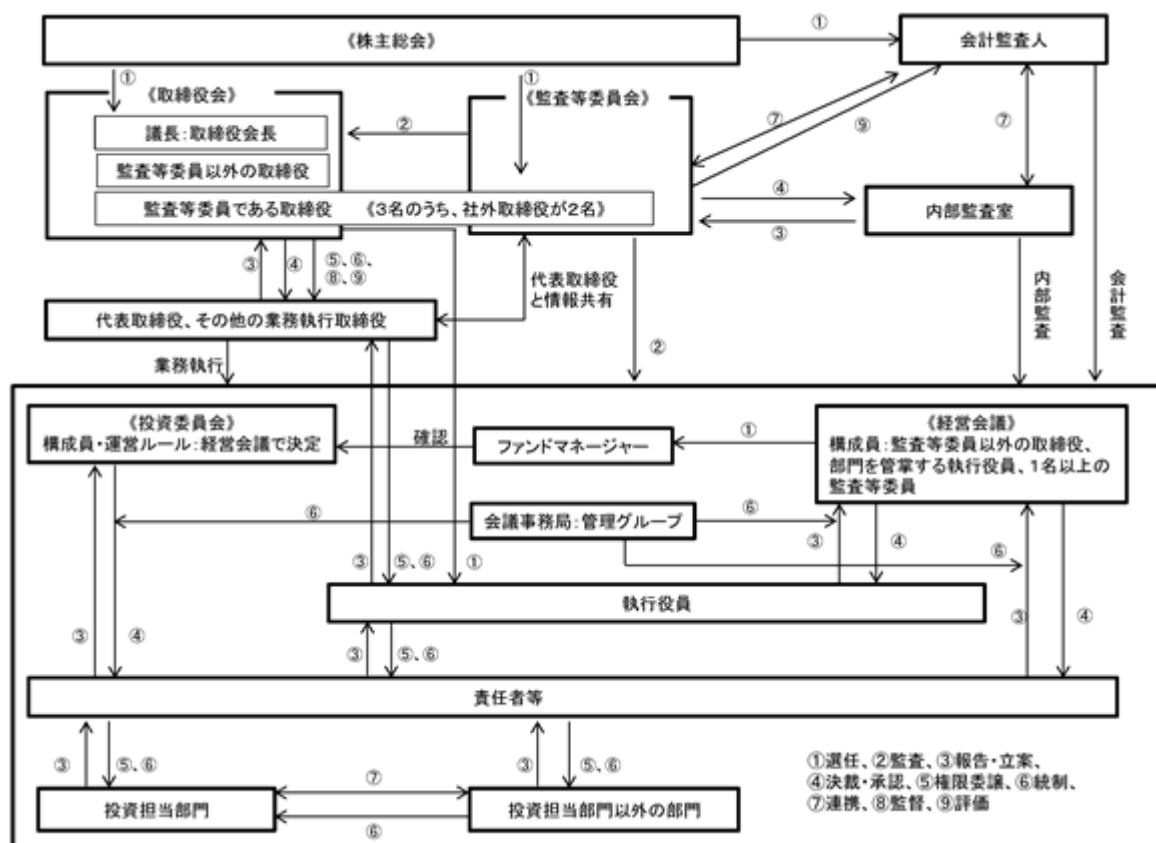 《株主総会》
①
会計監査人
①
①
《取締役会》
《監査等委員会》
議長：取締役会長
②
⑦
⑨
⑦
監査等委員以外の取締役
監査等委員である取締役 《３名のうち、社外取締役が２名》
④
③
内部監査室
③
④
⑤、⑥、
⑧、⑨
代表取締役
と情報共有
内部監査
会計監査
代表取締役、その他の業務執行取締役
②
業務執行
《投資委員会》
構成員・運営ルール：経営会議で決定
確認
ファンドマネージャー
①
《経営会議》
構成員：監査等委員以外の取締役、
部門を管掌する執行役員、１名以上の
監査等委員
⑥
会議事務局：管理グループ
⑥
③
④
⑥
③
⑤、⑥
①
執行役員
③
④
③
⑤、⑥
③
④
責任者等
③
⑤、⑥
③
⑤、⑥
⑦
投資担当部門
投資担当部門以外の部門
⑥
①選任、②監査、③報告・立案、
④決裁・承認、⑤権限委譲、⑥統制、
⑦連携、⑧監督、⑨評価